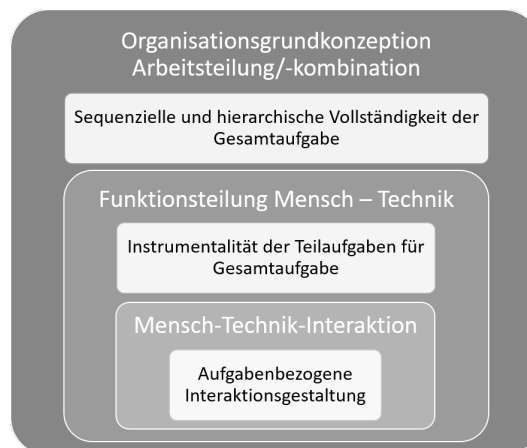 Organisationsgrundkonzeption
Arbeitsteilung/-kombination
Sequenzielle und hierarchische Vollständigkeit der
Gesamtaufgabe
Funktionsteilung Mensch – Technik
Instrumentalität der Teilaufgaben für
Gesamtaufgabe
Mensch-Technik-Interaktion
Aufgabenbezogene
Interaktionsgestaltung